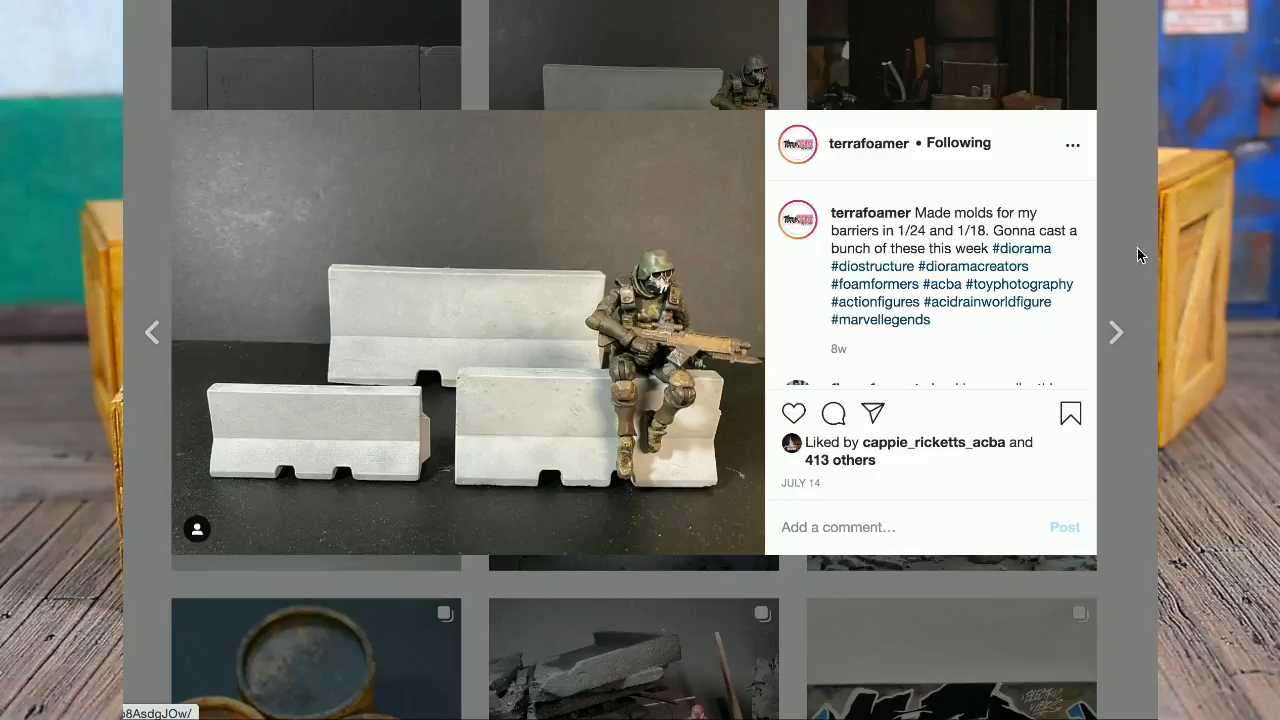 terrafoamer • Following
terrafoamer Made molds for my
barriers in 1/24 and 1/18. Gonna cast a
bunch of these this week #diorama
#diostructure #dioramacreators
#foamformers #acba #toyphotography
#actionfigures #acidrainworldfigure
#marvellegends
8w
Liked by cappie_ricketts_acba and
413 others
JULY 14
Add a comment…
Post
b8AsdgJOw/